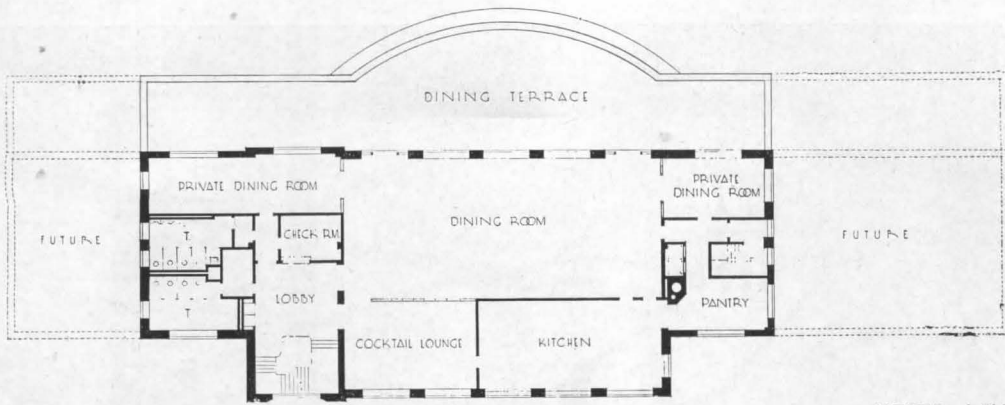 DINING TERRACE
PRIVATE DINING ROOM
PRIVATE
DINING ROOM
DINING ROOM
T.
CHECK RM.
FUTURE
FUTURE
LOBBY
T
PANTRY
COCKTAIL LOUNGE
KITCHEN